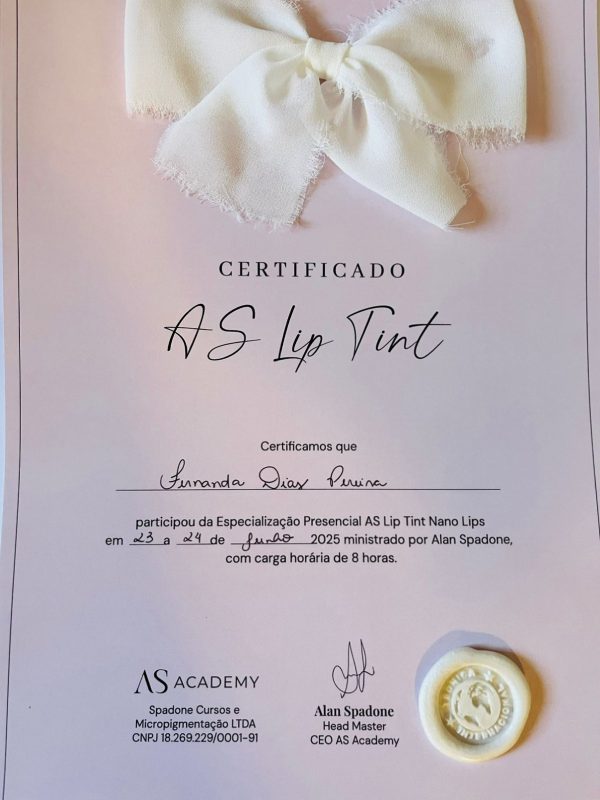 CERTIFICADO
AS Lip Tint
Certificamos que
Fernanda Dias Pereira
participou da Especialização Presencial AS Lip Tint Nano Lips
em 23 a 24 de Junho 2025 ministrado por Alan Spadone,
com carga horária de 8 horas.
AS ACADEMY
Spadone Cursos e
Micropigmentação LTDA
CNPJ 18.269.229/0001-91
Alan Spadone
Head Master
CEO AS Academy
INTERNACIONAL